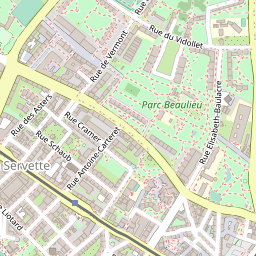 Rue du Vidollet
Rue de Vermont
Rue
Parc Beaulieu
Rue Elisabeth-Baulacre
Rue des Asters
Rue Cramer
Rue Schaub
Rue Antoine-Carteret
Servette
Liotard